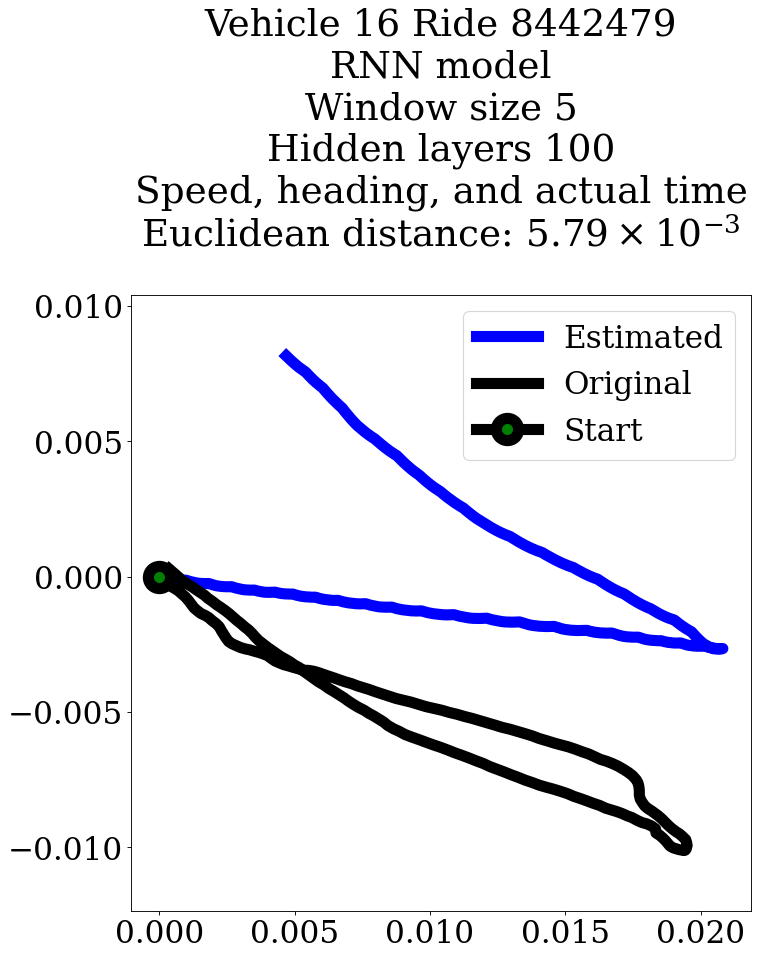 Vehicle 16 Ride 8442479
RNN model
Window size 5
Hidden layers 100
Speed, heading, and actual time
Euclidean distance: 5.79 × 10⁻³
0.010
0.005
0.000
−0.005
−0.010
Estimated
Original
Start
0.000 0.005 0.010 0.015 0.020